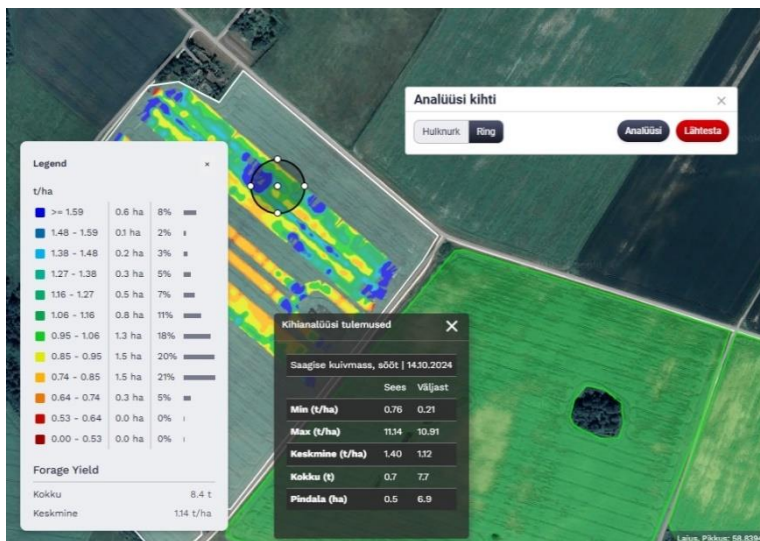 Analüüsi kihti ×
Hulknurk Ring Analüüsi Lähtesta
Legend ×
t/ha
>= 1.59 0.6 ha 8%
1.48 - 1.59 0.1 ha 2%
1.38 - 1.48 0.2 ha 3%
1.27 - 1.38 0.3 ha 5%
1.16 - 1.27 0.5 ha 7%
1.06 - 1.16 0.8 ha 11%
0.95 - 1.06 1.3 ha 18%
0.85 - 0.95 1.5 ha 20%
0.74 - 0.85 1.5 ha 21%
0.64 - 0.74 0.3 ha 5%
0.53 - 0.64 0.0 ha 0%
0.00 - 0.53 0.0 ha 0%
Forage Yield
Kokku 8.4 t
Keskmine 1.14 t/ha
Kihianalüüsi tulemused ×
Saagise kuivmass, sööt | 14.10.2024
Sees Väljast
Min (t/ha) 0.76 0.21
Max (t/ha) 11.14 10.91
Keskmine (t/ha) 1.40 1.12
Kokku (t) 0.7 7.7
Pindala (ha) 0.5 6.9
Laius, Pikkus: 58.8394